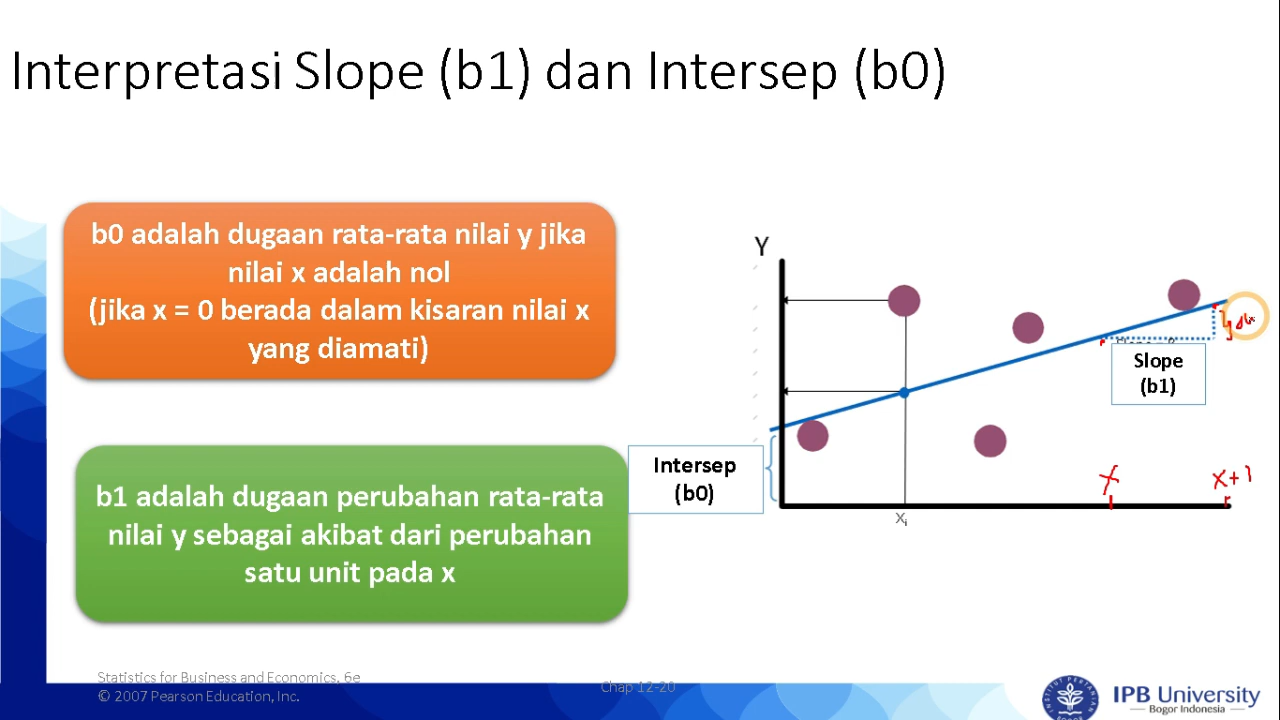 Interpretasi Slope (b1) dan Intersep (b0)
b0 adalah dugaan rata-rata nilai y jika
nilai x adalah nol
(jika x = 0 berada dalam kisaran nilai x
yang diamati)
b1 adalah dugaan perubahan rata-rata
nilai y sebagai akibat dari perubahan
satu unit pada x
Y
Slope
(b1)
Intersep
(b0)
x
x+1
xi
Statistics for Business and Economics, 6e
© 2007 Pearson Education, Inc.
Chap 12-20
INSTITUT PERTANIAN
BOGOR
IPB University
Bogor Indonesia